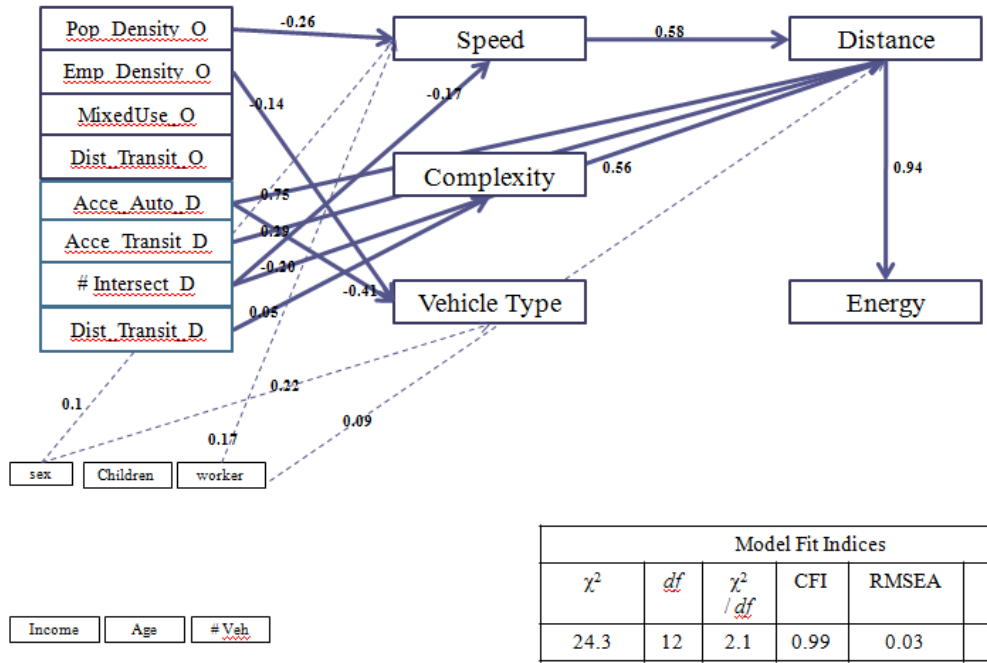 Pop_Density_O
Emp_Density_O
MixedUse_O
Dist_Transit_O
Acce_Auto_D
Acce_Transit_D
# Intersect_D
Dist_Transit_D
-0.26
Speed
0.58
Distance
-0.14
-0.17
Complexity
0.56
0.94
0.75
0.29
-0.20
-0.41
0.05
Vehicle Type
Energy
0.1
0.22
0.17
0.09
sex
Children
worker
Income
Age
# Veh
Model Fit Indices
χ² df χ² / df CFI RMSEA
24.3 12 2.1 0.99 0.03